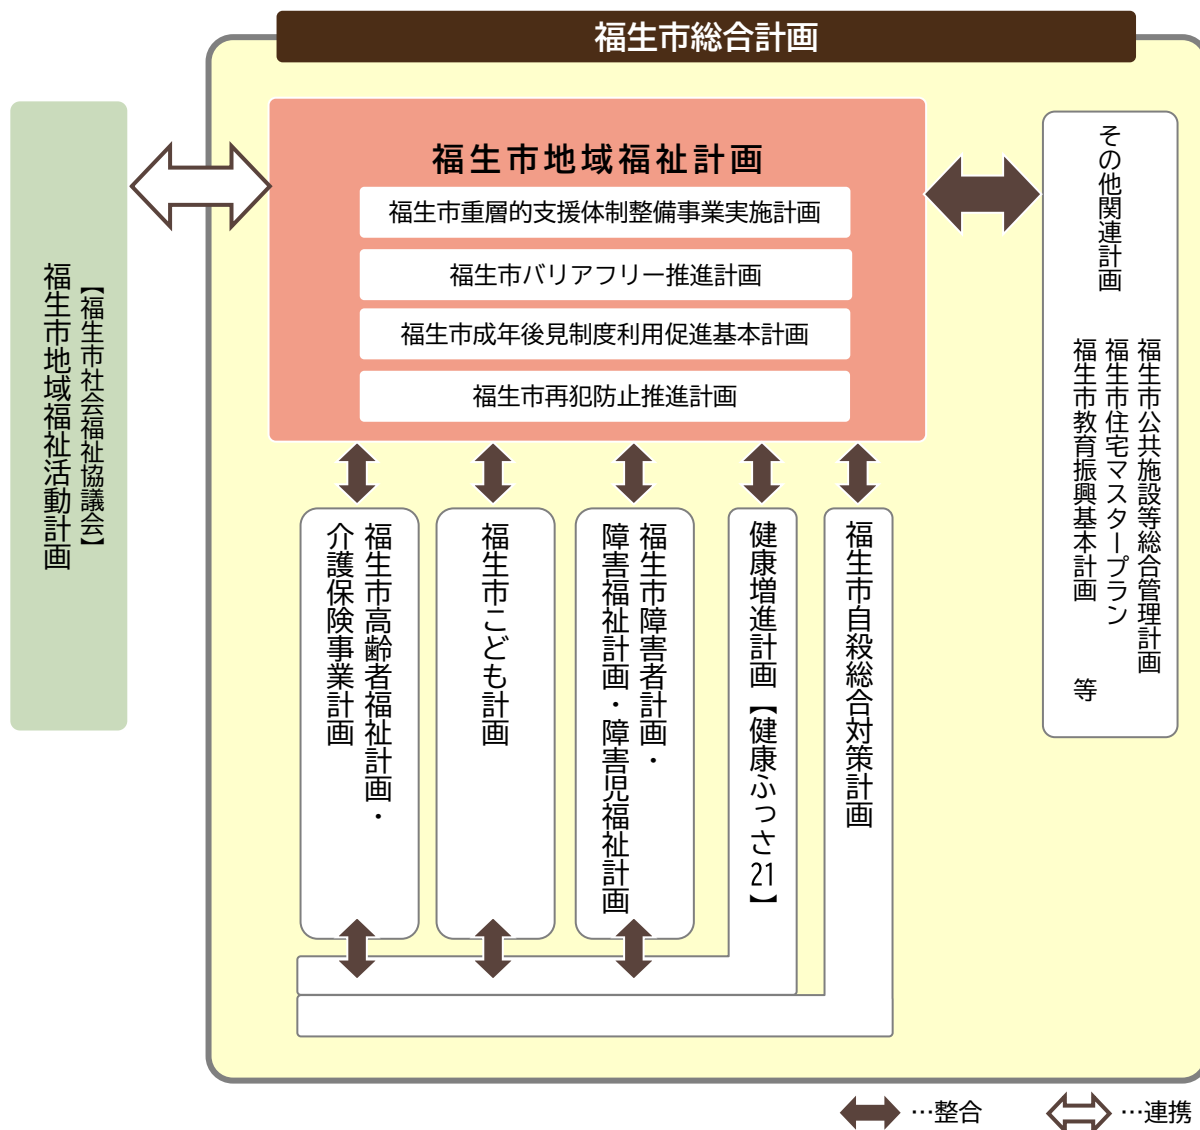 福生市総合計画
福生市地域福祉計画
福生市重層的支援体制整備事業実施計画
福生市バリアフリー推進計画
福生市成年後見制度利用促進基本計画
福生市再犯防止推進計画
【福生市社会福祉協議会】
福生市地域福祉活動計画
その他関連計画
福生市公共施設等総合管理計画
福生市住宅マスタープラン
福生市教育振興基本計画 等
福生市高齢者福祉計画・
介護保険事業計画
福生市こども計画
福生市障害者計画・
障害福祉計画・障害児福祉計画
健康増進計画【健康ふっさ21】
福生市自殺総合対策計画
…整合
…連携